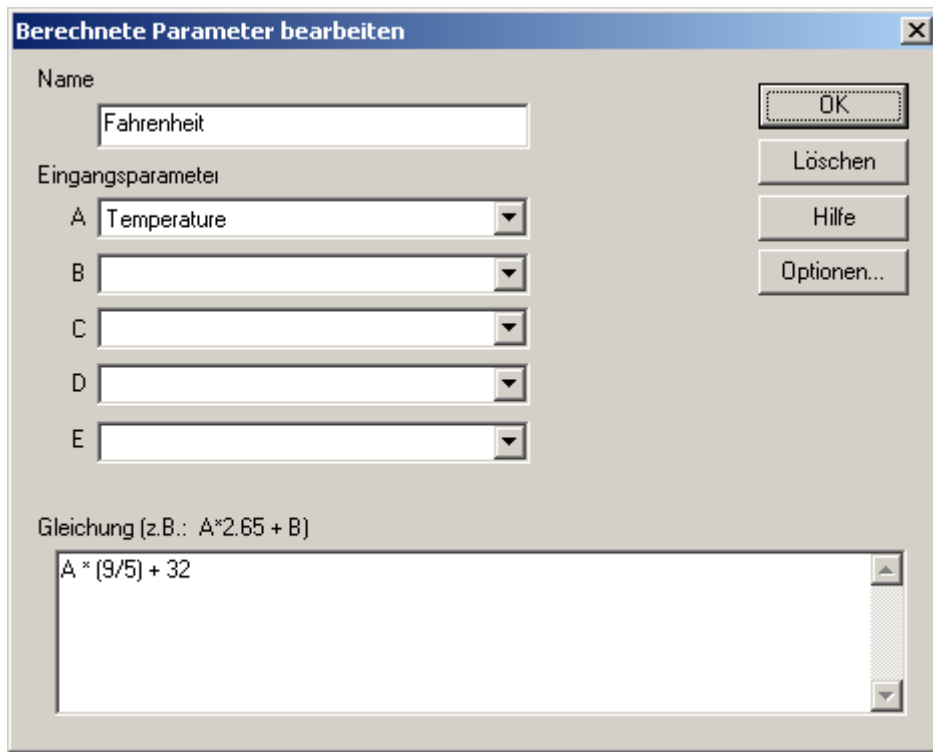 Berechnete Parameter bearbeiten
Name
Fahrenheit
OK
Löschen
Hilfe
Optionen...
Eingangsparameter
A Temperature
B
C
D
E
Gleichung (z.B.: A*2.65 + B)
A * (9/5) + 32